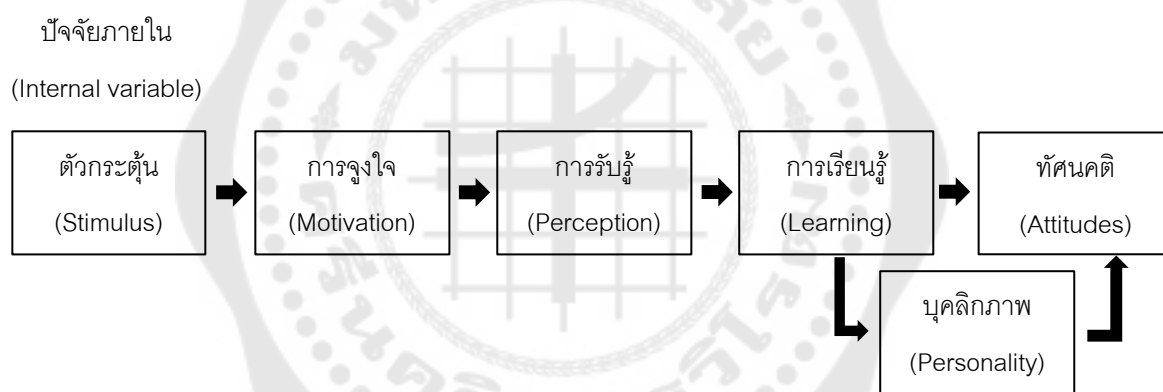 ปัจจัยภายใน
(Internal variable)
ตัวกระตุ้น
(Stimulus)
การจูงใจ
(Motivation)
การรับรู้
(Perception)
การเรียนรู้
(Learning)
ทัศนคติ
(Attitudes)
บุคลิกภาพ
(Personality)